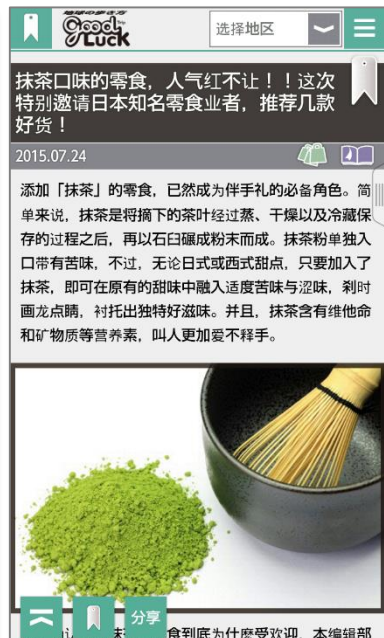 地球の歩き方
Good Luck Trip
选择地区
抹茶口味的零食，人气红不让！！这次
特别邀请日本知名零食业者，推荐几款
好货！
2015.07.24
添加「抹茶」的零食，已然成为伴手礼的必备角色。简
单来说，抹茶是将摘下的茶叶经过蒸、干燥以及冷藏保
存的过程之后，再以石臼碾成粉末而成。抹茶粉单独入
口带有苦味，不过，无论日式或西式甜点，只要加入了
抹茶，即可在原有的甜味中融入适度苦味与涩味，刹时
画龙点睛，衬托出独特好滋味。并且，抹茶含有维他命
和矿物质等营养素，叫人更加爱不释手。
分享
食到底为什麼受欢迎，本编辑部